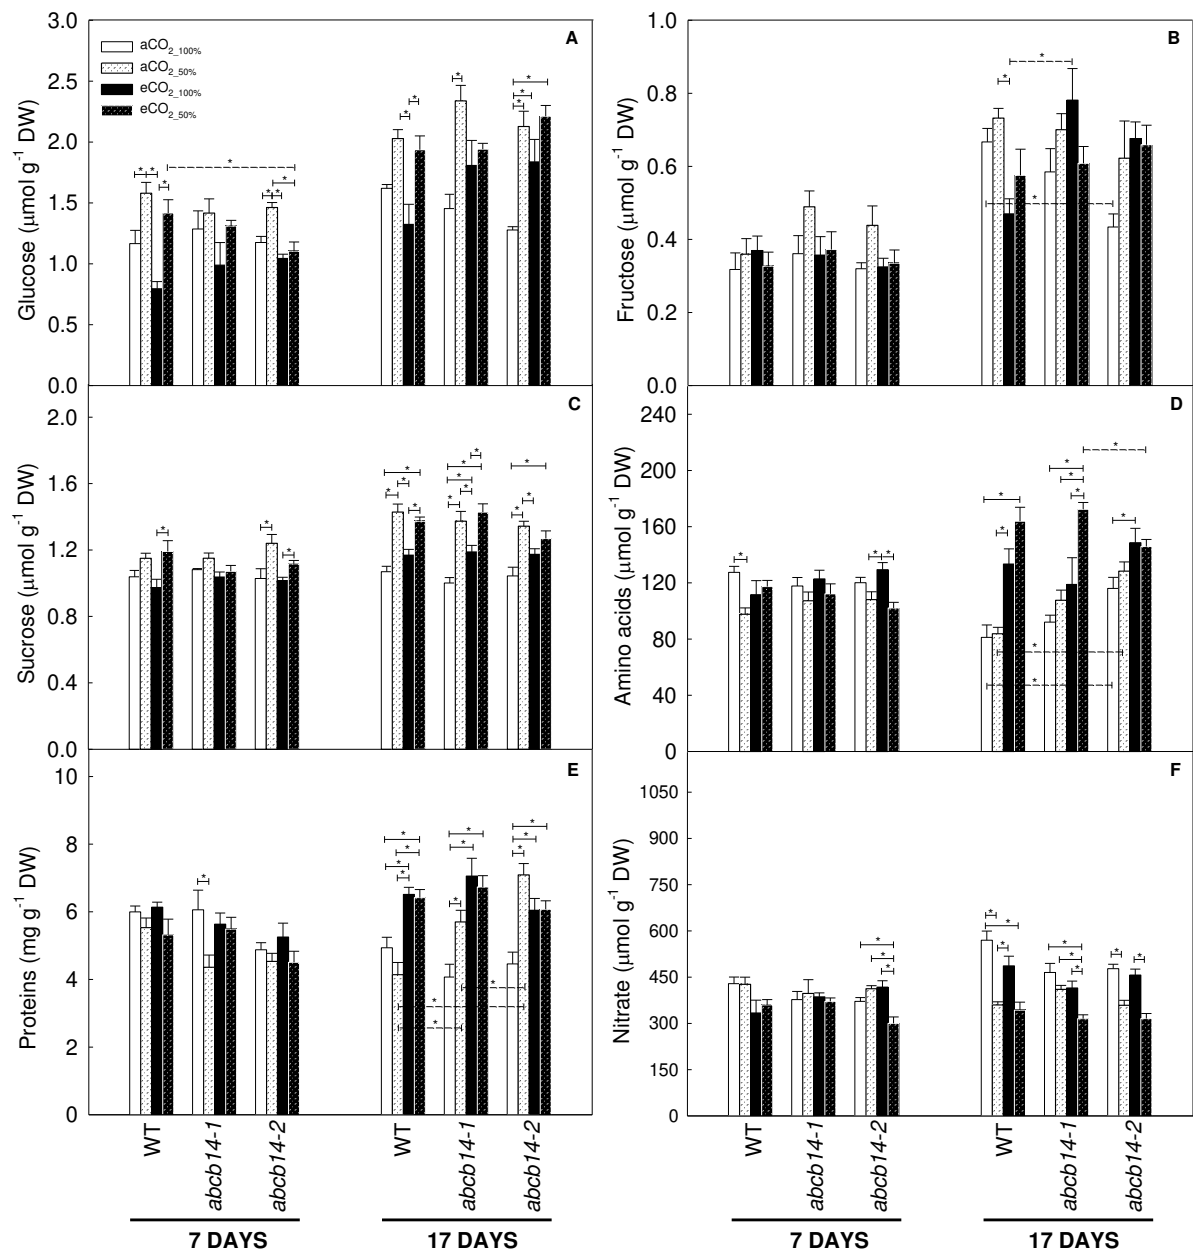 A
aCO2_100%
aCO2_50%
eCO2_100%
eCO2_50%
Glucose (µmol g-1 DW)
3.0
2.5
2.0
1.5
1.0
0.5
0.0
* * * * * * * * * * * * *
B
Fructose (µmol g-1 DW)
1.0
0.8
0.6
0.4
0.2
0.0
* * *
C
Sucrose (µmol g-1 DW)
2.0
1.6
1.2
0.8
0.4
0.0
* * * * * * * * * * * * * * *
D
Amino acids (µmol g-1 DW)
240
200
160
120
80
40
0
* * * * * * * * * * * * *
E
Proteins (mg g-1 DW)
10
8
6
4
2
0
* * * * * * * * * * * * * *
F
Nitrate (µmol g-1 DW)
1050
900
750
600
450
300
150
0
* * * * * * * * * * *
WT
abcb14-1
abcb14-2
WT
abcb14-1
abcb14-2
7 DAYS
17 DAYS
WT
abcb14-1
abcb14-2
WT
abcb14-1
abcb14-2
7 DAYS
17 DAYS